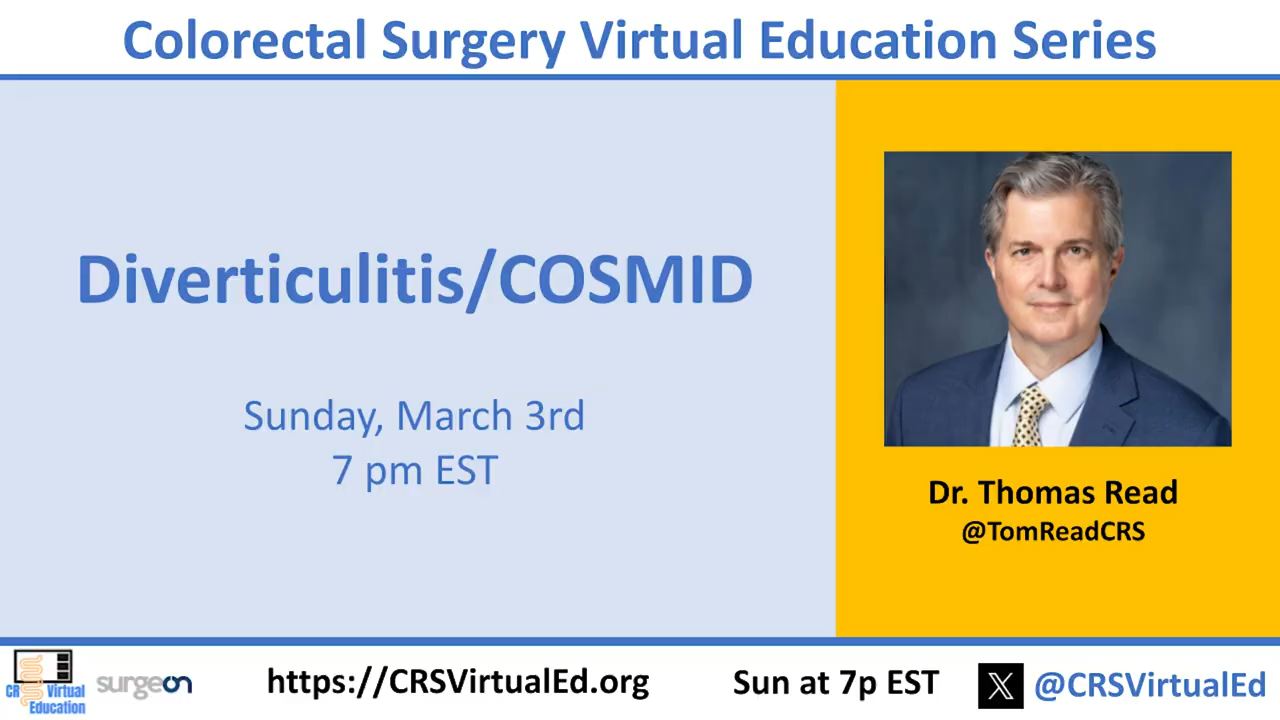 Colorectal Surgery Virtual Education Series
Diverticulitis/COSMID
Sunday, March 3rd
7 pm EST
Dr. Thomas Read
@TomReadCRS
CR Virtual
Education
surgeon
https://CRSVirtualEd.org
Sun at 7p EST
X
@CRSVirtualEd